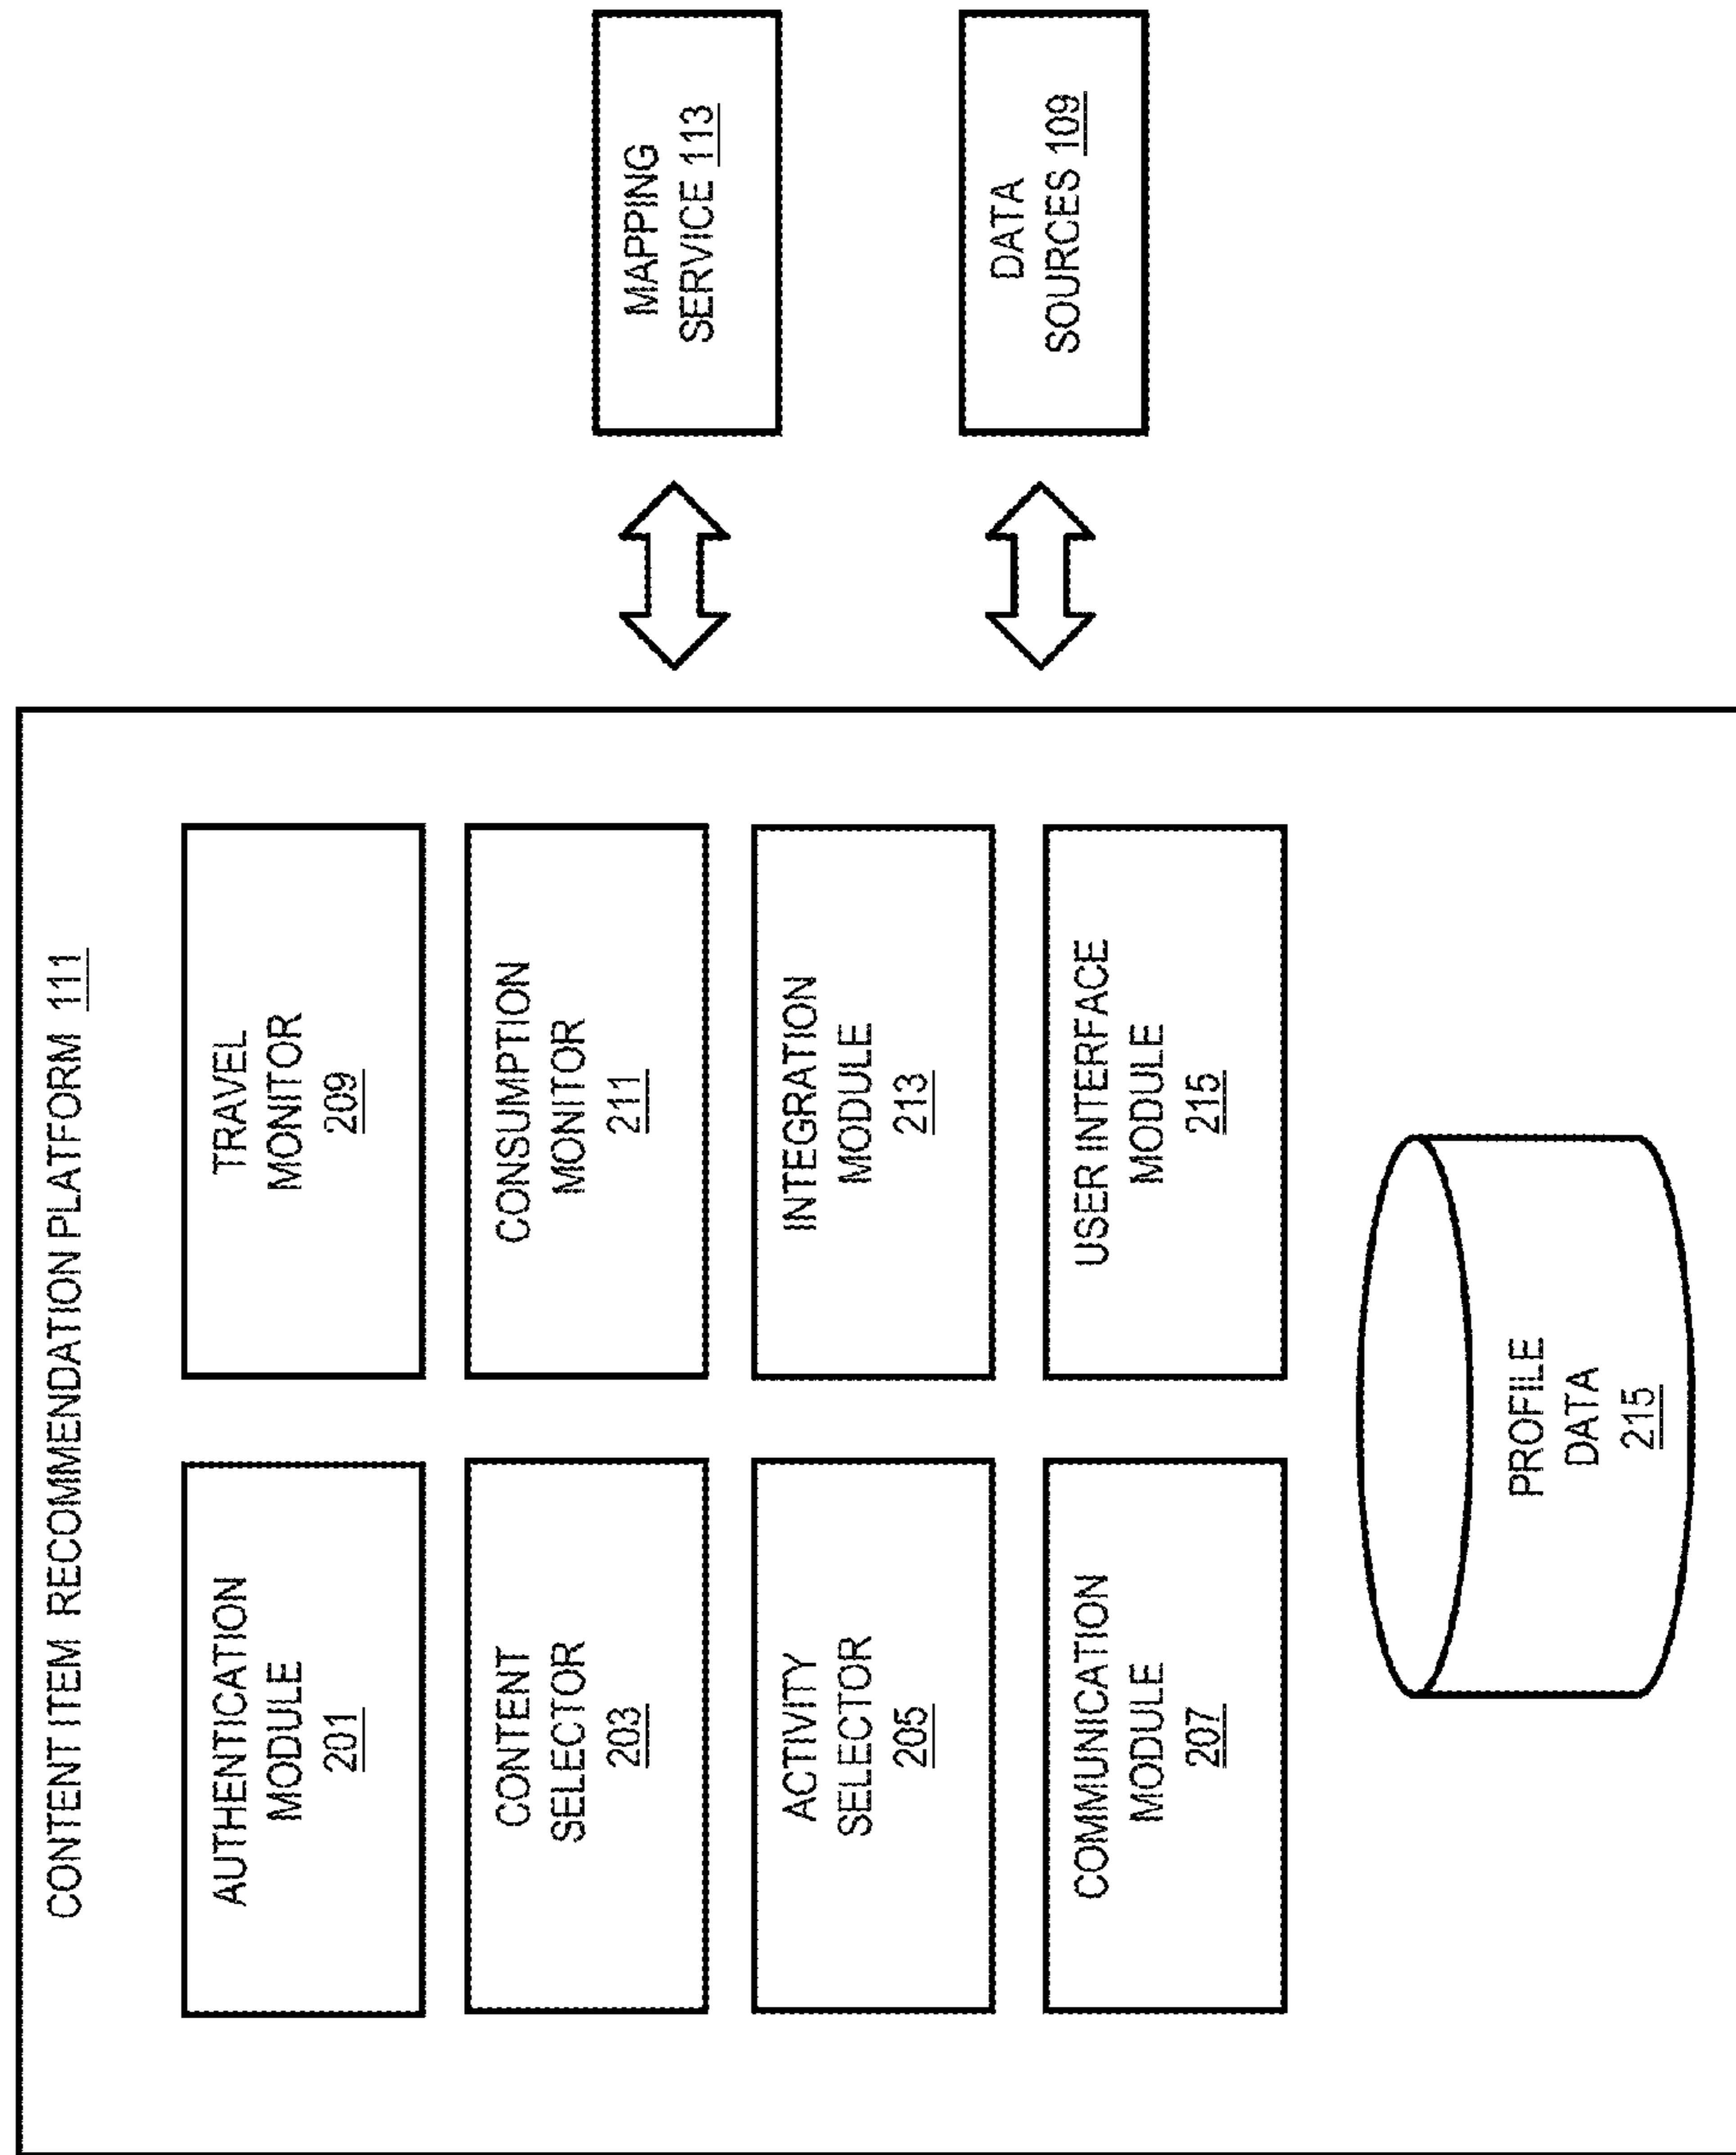 CONTENT ITEM RECOMMENDATION PLATFORM 111
AUTHENTICATION
MODULE
201
TRAVEL
MONITOR
209
CONTENT
SELECTOR
203
CONSUMPTION
MONITOR
211
ACTIVITY
SELECTOR
205
INTEGRATION
MODULE
213
COMMUNICATION
MODULE
207
USER INTERFACE
MODULE
215
PROFILE
DATA
215
MAPPING
SERVICE 113
DATA
SOURCES 109